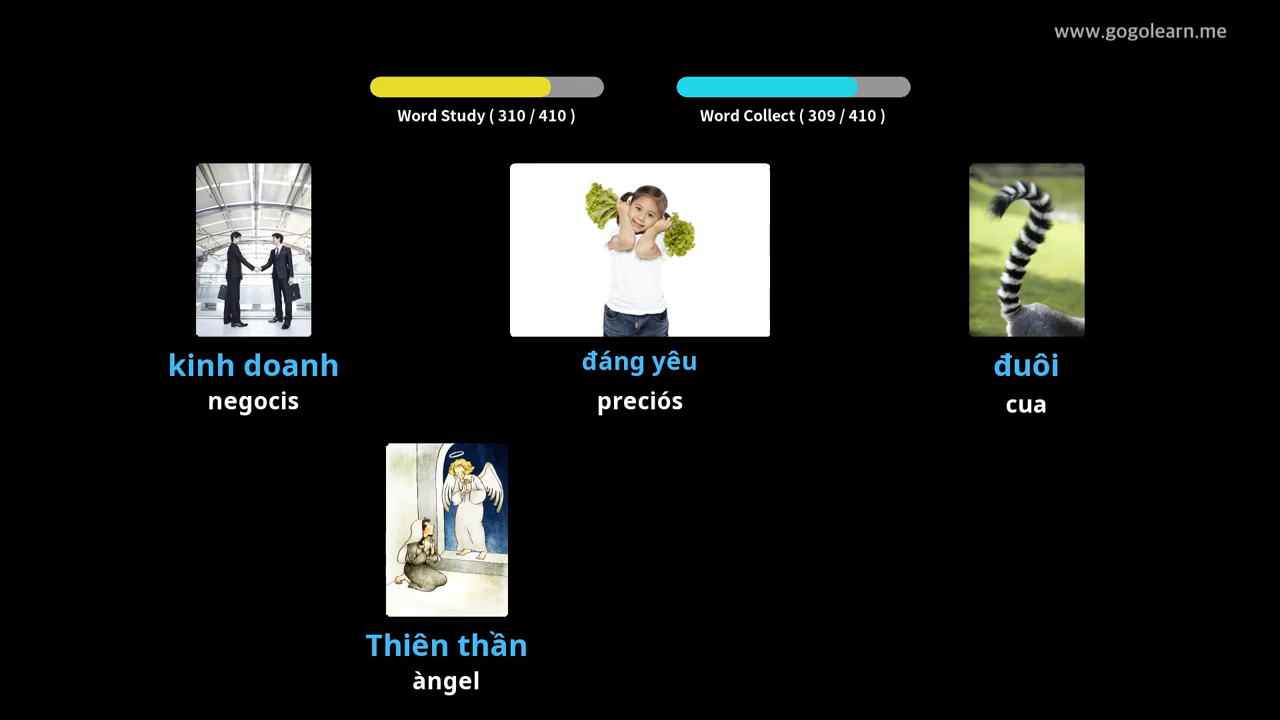 www.gogolearn.me
Word Study ( 310 / 410 )
Word Collect ( 309 / 410 )
kinh doanh
negocis
đáng yêu
preciós
đuôi
cua
Thiên thần
àngel